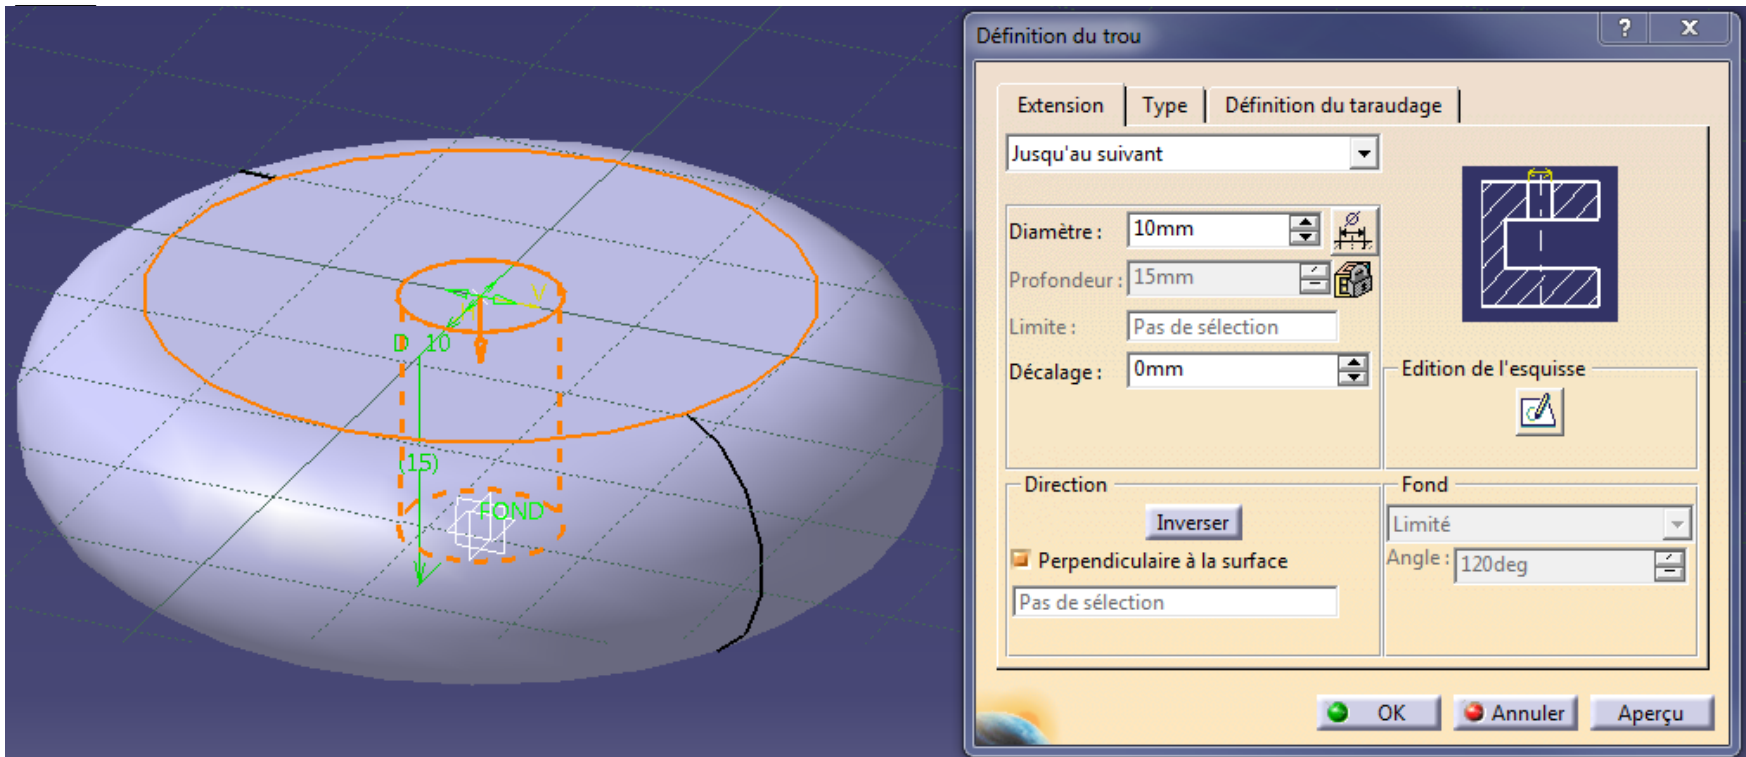 Définition du trou
? X
Extension Type Définition du taraudage
Jusqu'au suivant
Diamètre : 10mm
Profondeur : 15mm
Limite : Pas de sélection
Décalage : 0mm
Edition de l'esquisse
Direction
Inverser
Perpendiculaire à la surface
Pas de sélection
Fond
Limité
Angle : 120deg
OK Annuler Aperçu
V
H
D 10
(15)
FOND